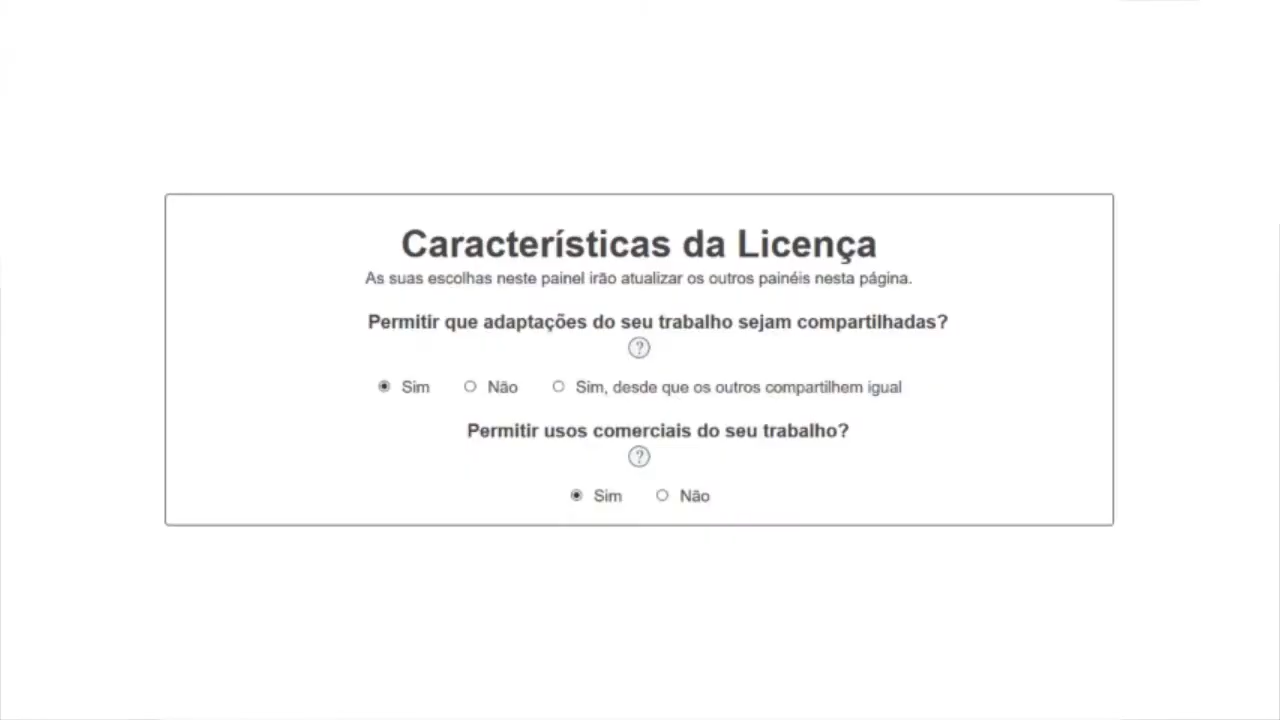 Características da Licença
As suas escolhas neste painel irão atualizar os outros painéis nesta página.
Permitir que adaptações do seu trabalho sejam compartilhadas?
?
Sim Não Sim, desde que os outros compartilhem igual
Permitir usos comerciais do seu trabalho?
?
Sim Não